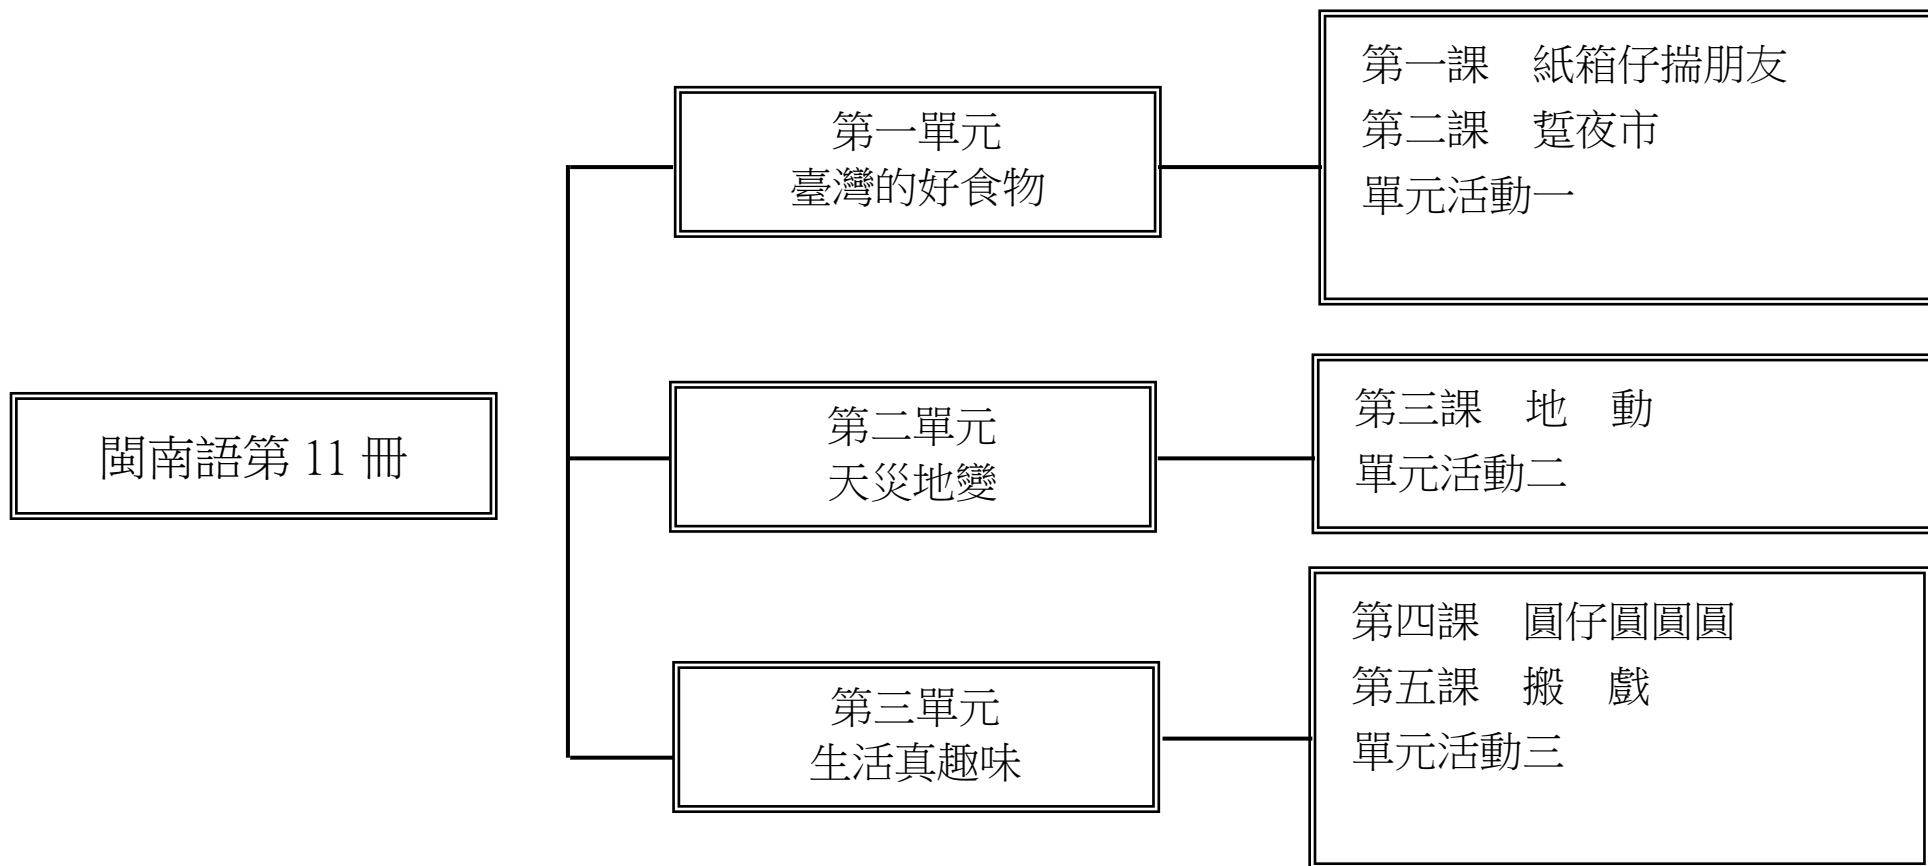 閩南語第 11 冊
第一單元
臺灣的好食物
第一課　紙箱仔揣朋友
第二課　踅夜市
單元活動一
第二單元
天災地變
第三課　地　動
單元活動二
第三單元
生活真趣味
第四課　圓仔圓圓圓
第五課　搬　戲
單元活動三